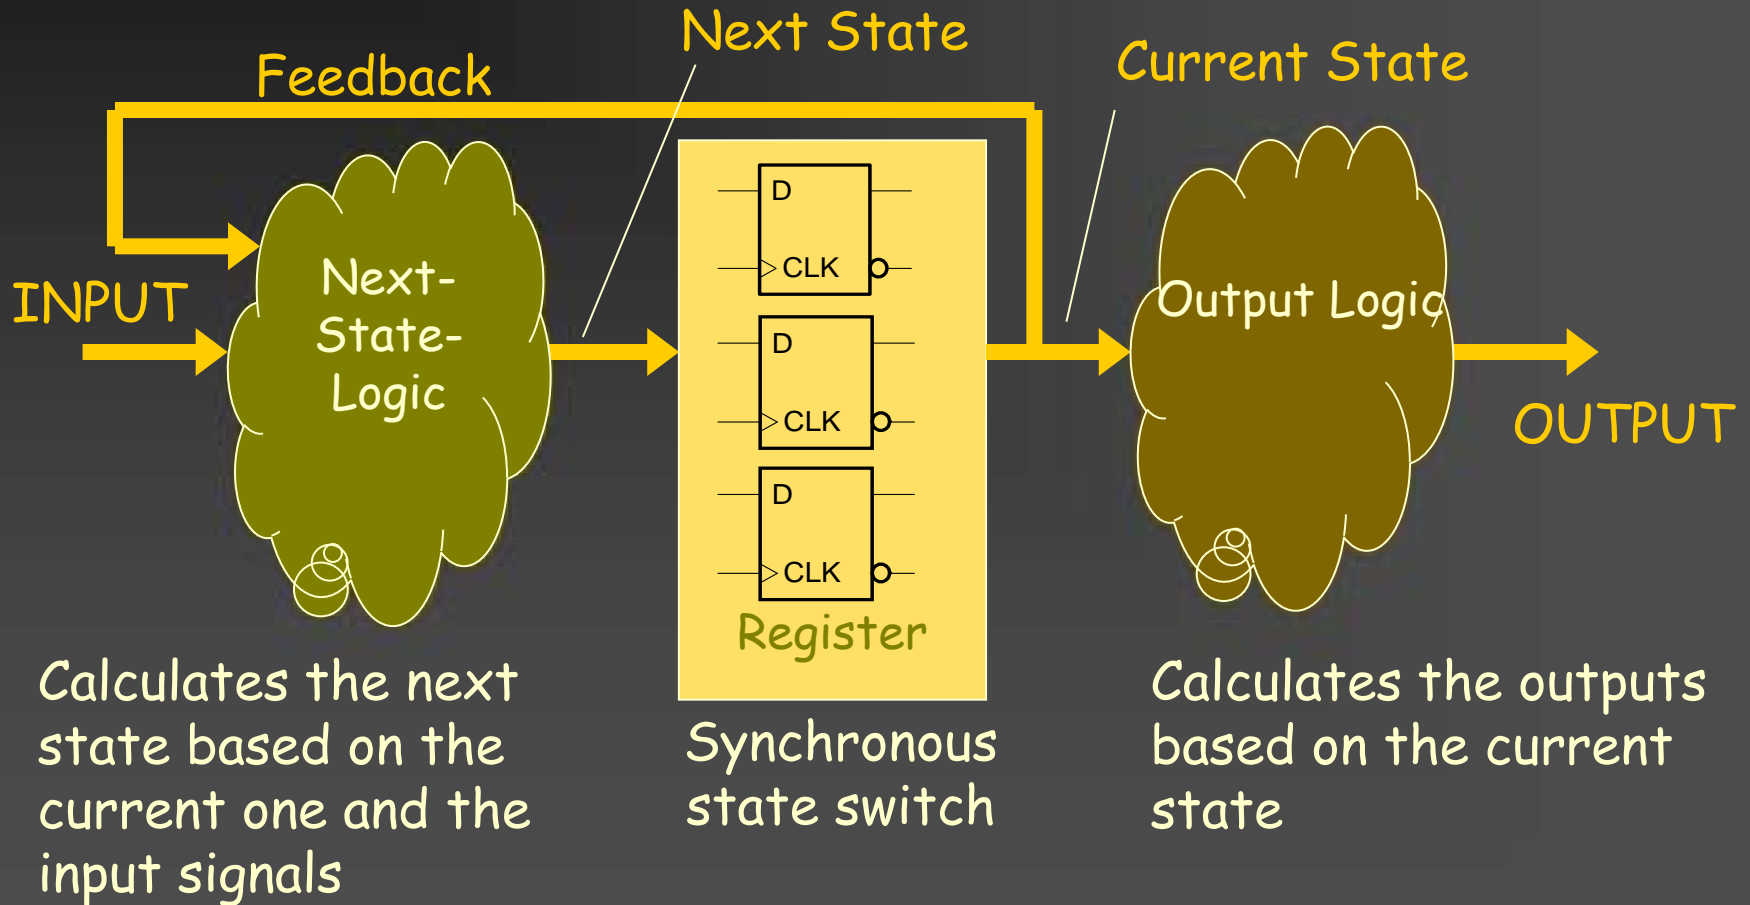 Next State
Current State
Feedback
INPUT
Next-
State-
Logic
D
CLK
D
CLK
D
CLK
Register
Output Logic
OUTPUT
Calculates the next
state based on the
current one and the
input signals
Synchronous
state switch
Calculates the outputs
based on the current
state